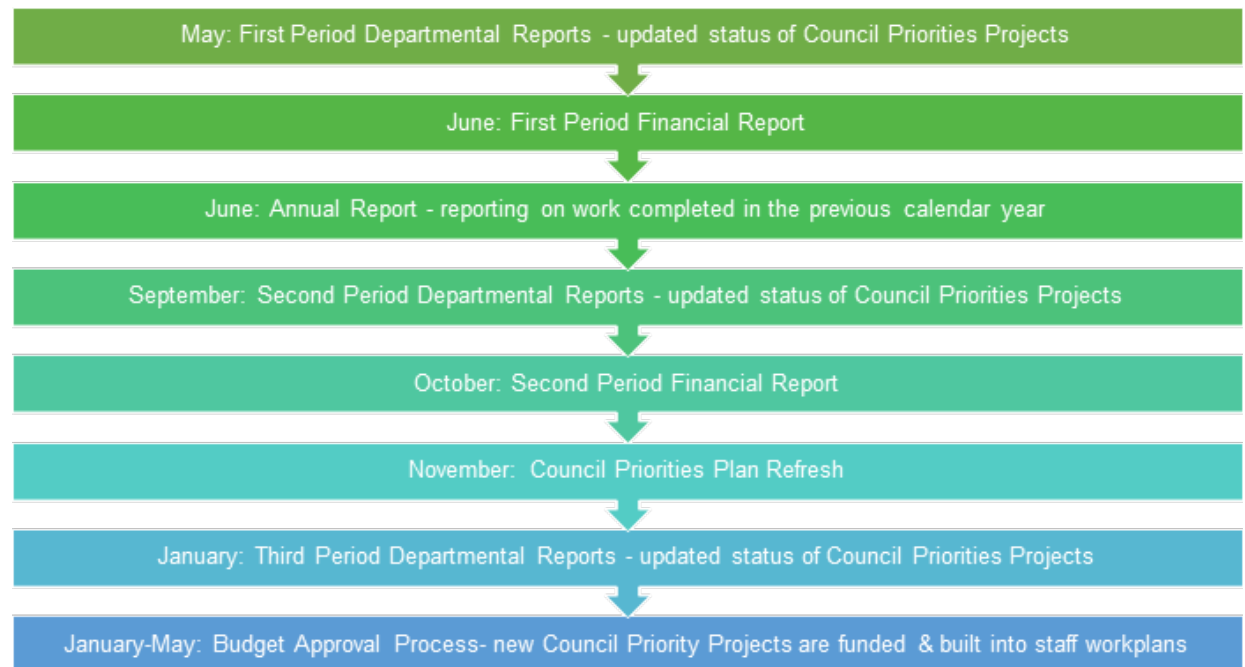 May: First Period Departmental Reports - updated status of Council Priorities Projects
June: First Period Financial Report
June: Annual Report - reporting on work completed in the previous calendar year
September: Second Period Departmental Reports - updated status of Council Priorities Projects
October: Second Period Financial Report
November: Council Priorities Plan Refresh
January: Third Period Departmental Reports - updated status of Council Priorities Projects
January-May: Budget Approval Process- new Council Priority Projects are funded & built into staff workplans